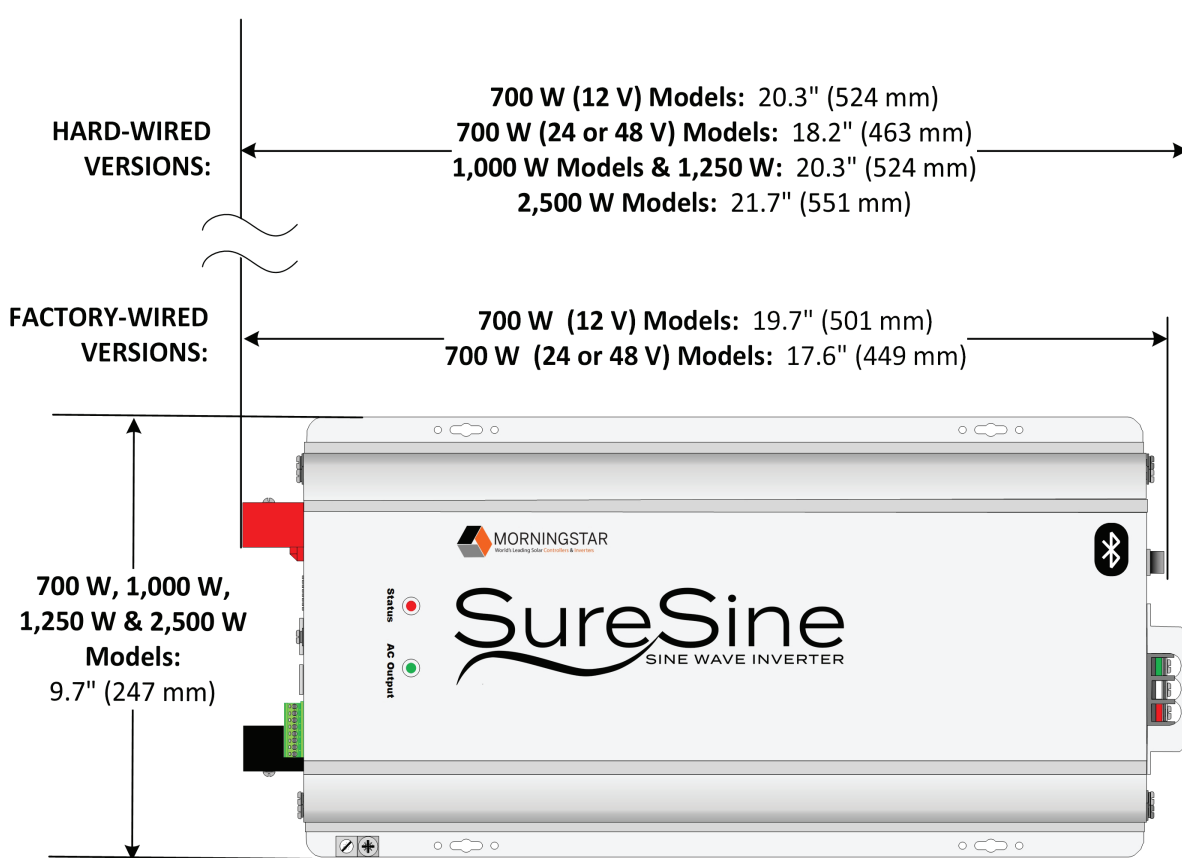 HARD-WIRED
VERSIONS:
700 W (12 V) Models: 20.3" (524 mm)
700 W (24 or 48 V) Models: 18.2" (463 mm)
1,000 W Models & 1,250 W: 20.3" (524 mm)
2,500 W Models: 21.7" (551 mm)
FACTORY-WIRED
VERSIONS:
700 W (12 V) Models: 19.7" (501 mm)
700 W (24 or 48 V) Models: 17.6" (449 mm)
700 W, 1,000 W,
1,250 W & 2,500 W
Models:
9.7" (247 mm)
MORNINGSTAR
World's Leading Solar Controllers & Inverters
Status
AC Output
SureSine
SINE WAVE INVERTER